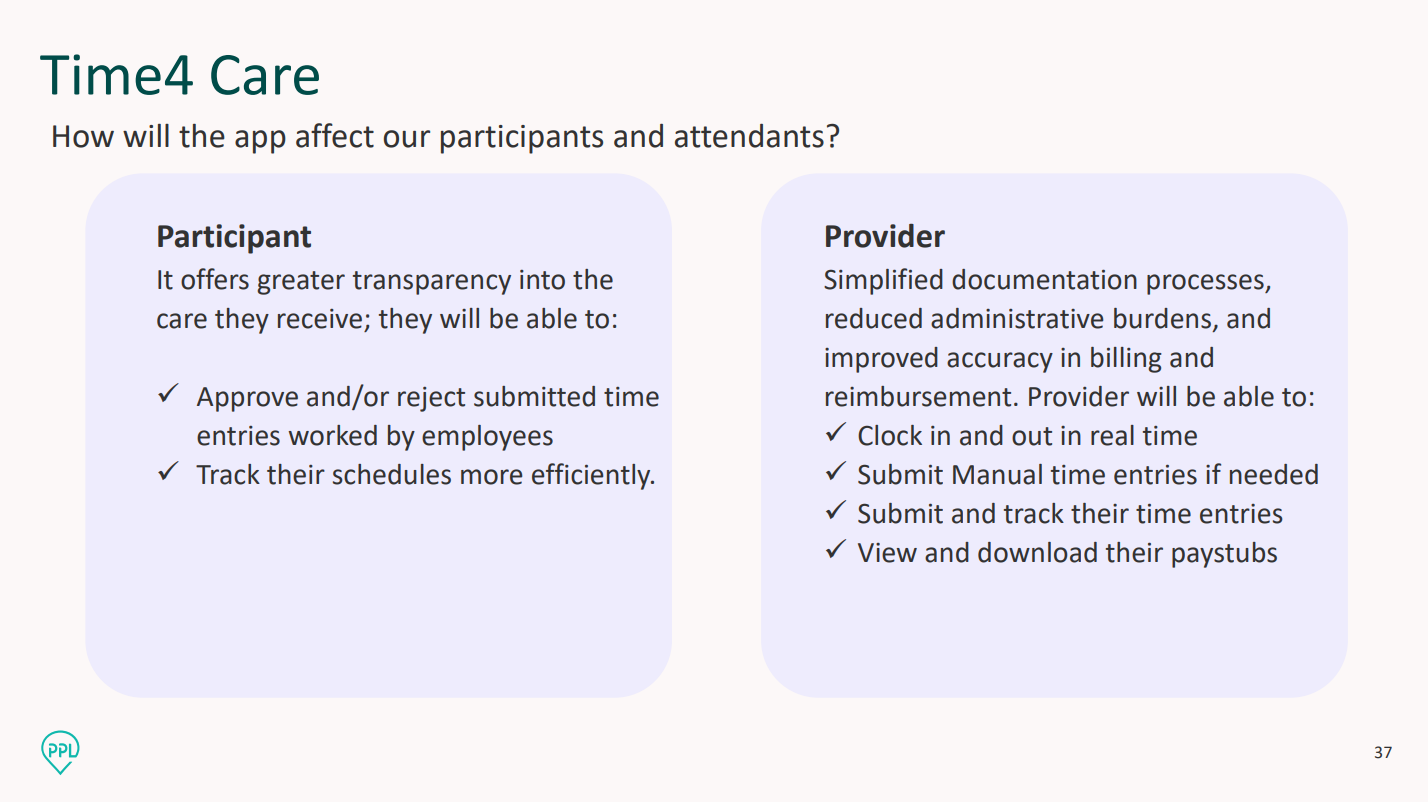 Time4 Care
How will the app affect our participants and attendants?
Participant
It offers greater transparency into the
care they receive; they will be able to:
✓ Approve and/or reject submitted time
entries worked by employees
✓ Track their schedules more efficiently.
Provider
Simplified documentation processes,
reduced administrative burdens, and
improved accuracy in billing and
reimbursement. Provider will be able to:
✓ Clock in and out in real time
✓ Submit Manual time entries if needed
✓ Submit and track their time entries
✓ View and download their paystubs
PPL
37